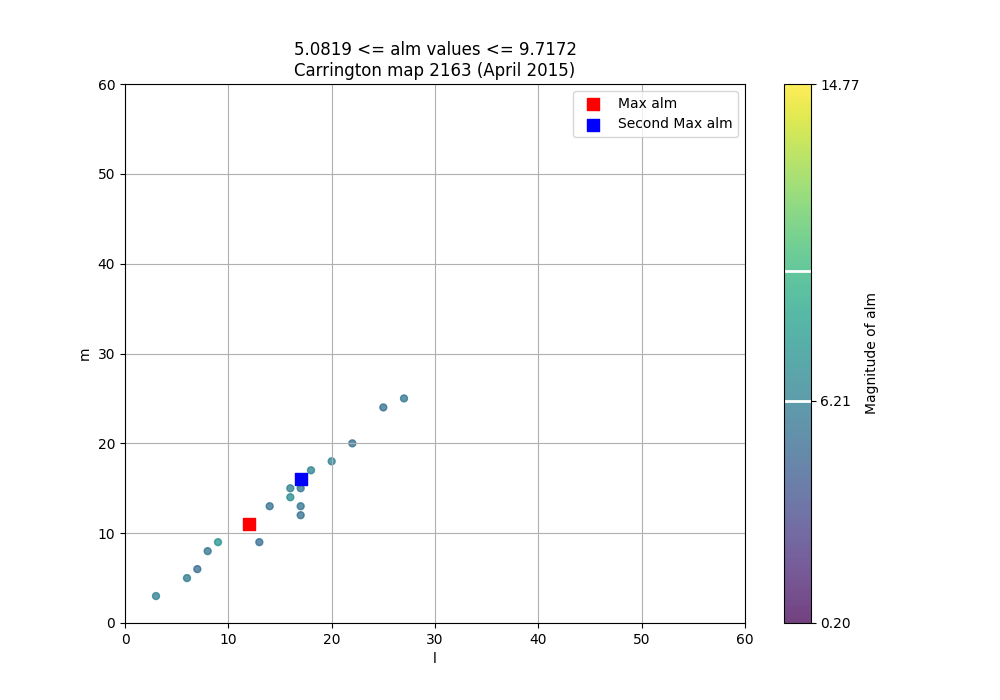 5.0819 <= alm values <= 9.7172
Carrington map 2163 (April 2015)
Max alm
Second Max alm
60
50
40
30
20
10
0
m
0 10 20 30 40 50 60
l
14.77
6.21
0.20
Magnitude of alm